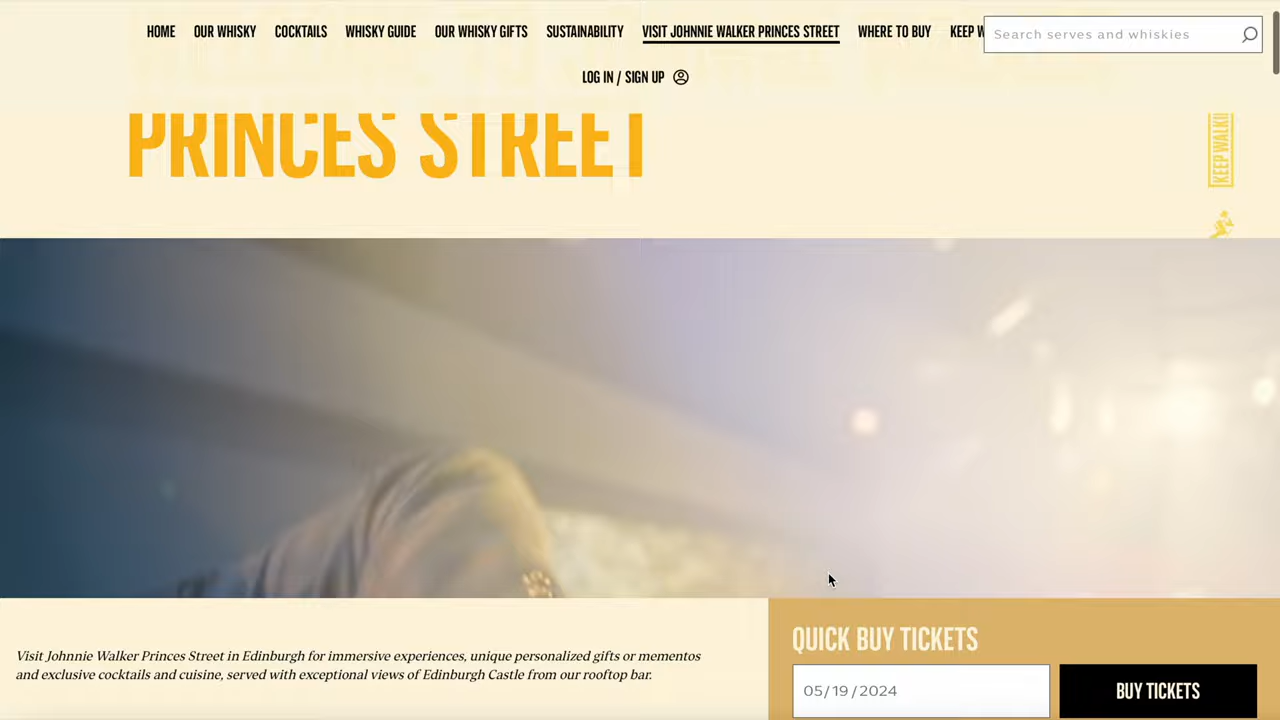 HOME OUR WHISKY COCKTAILS WHISKY GUIDE OUR WHISKY GIFTS SUSTAINABILITY VISIT JOHNNIE WALKER PRINCES STREET WHERE TO BUY KEEP W
Search serves and whiskies
LOG IN / SIGN UP
PRINCES STREET
KEEP WALKI
QUICK BUY TICKETS
Visit Johnnie Walker Princes Street in Edinburgh for immersive experiences, unique personalized gifts or mementos
and exclusive cocktails and cuisine, served with exceptional views of Edinburgh Castle from our rooftop bar.
05/19/2024
BUY TICKETS